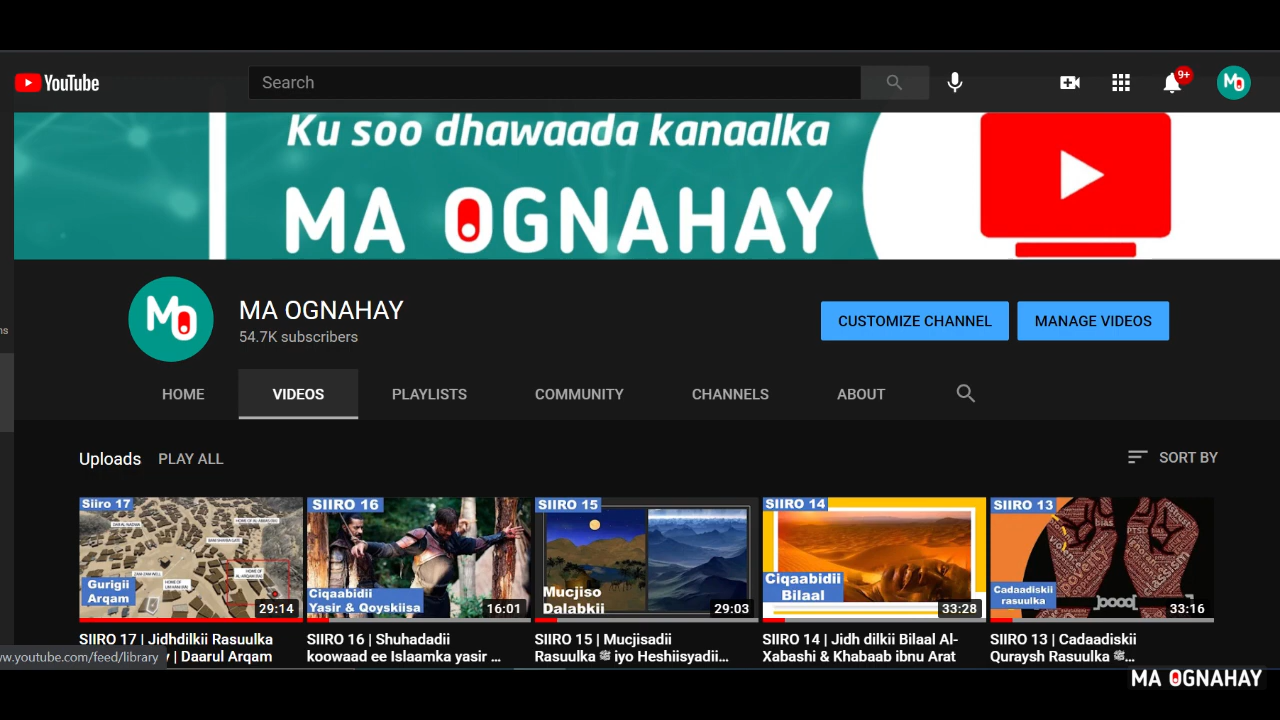 YouTube
Search
9+
MO
Ku soo dhawaada kanaalka
MA OGNAHAY
MO
MA OGNAHAY
54.7K subscribers
CUSTOMIZE CHANNEL
MANAGE VIDEOS
HOME
VIDEOS
PLAYLISTS
COMMUNITY
CHANNELS
ABOUT
Uploads
PLAY ALL
SORT BY
Siiro 17
Gurigii
Arqam
29:14
SIIRO 17 | Jidhdilkii Rasuulka
| Daarul Arqam
SIIRO 16
Ciqaabidii
Yasir & Qoyskiisa
16:01
SIIRO 16 | Shuhadadii
koowaad ee Islaamka yasir ...
SIIRO 15
Mucjiso
Dalabkii
29:03
SIIRO 15 | Mucjisadii
Rasuulka ﷺ iyo Heshiisyadii...
SIIRO 14
Ciqaabidii
Bilaal
33:28
SIIRO 14 | Jidh dilkii Bilaal Al-
Xabashi & Khabaab ibnu Arat
SIIRO 13
PTSD
Cadaadiskii
rasuulka
33:16
SIIRO 13 | Cadaadiskii
Quraysh Rasuulka ﷺ...
www.youtube.com/feed/library
MA OGNAHAY